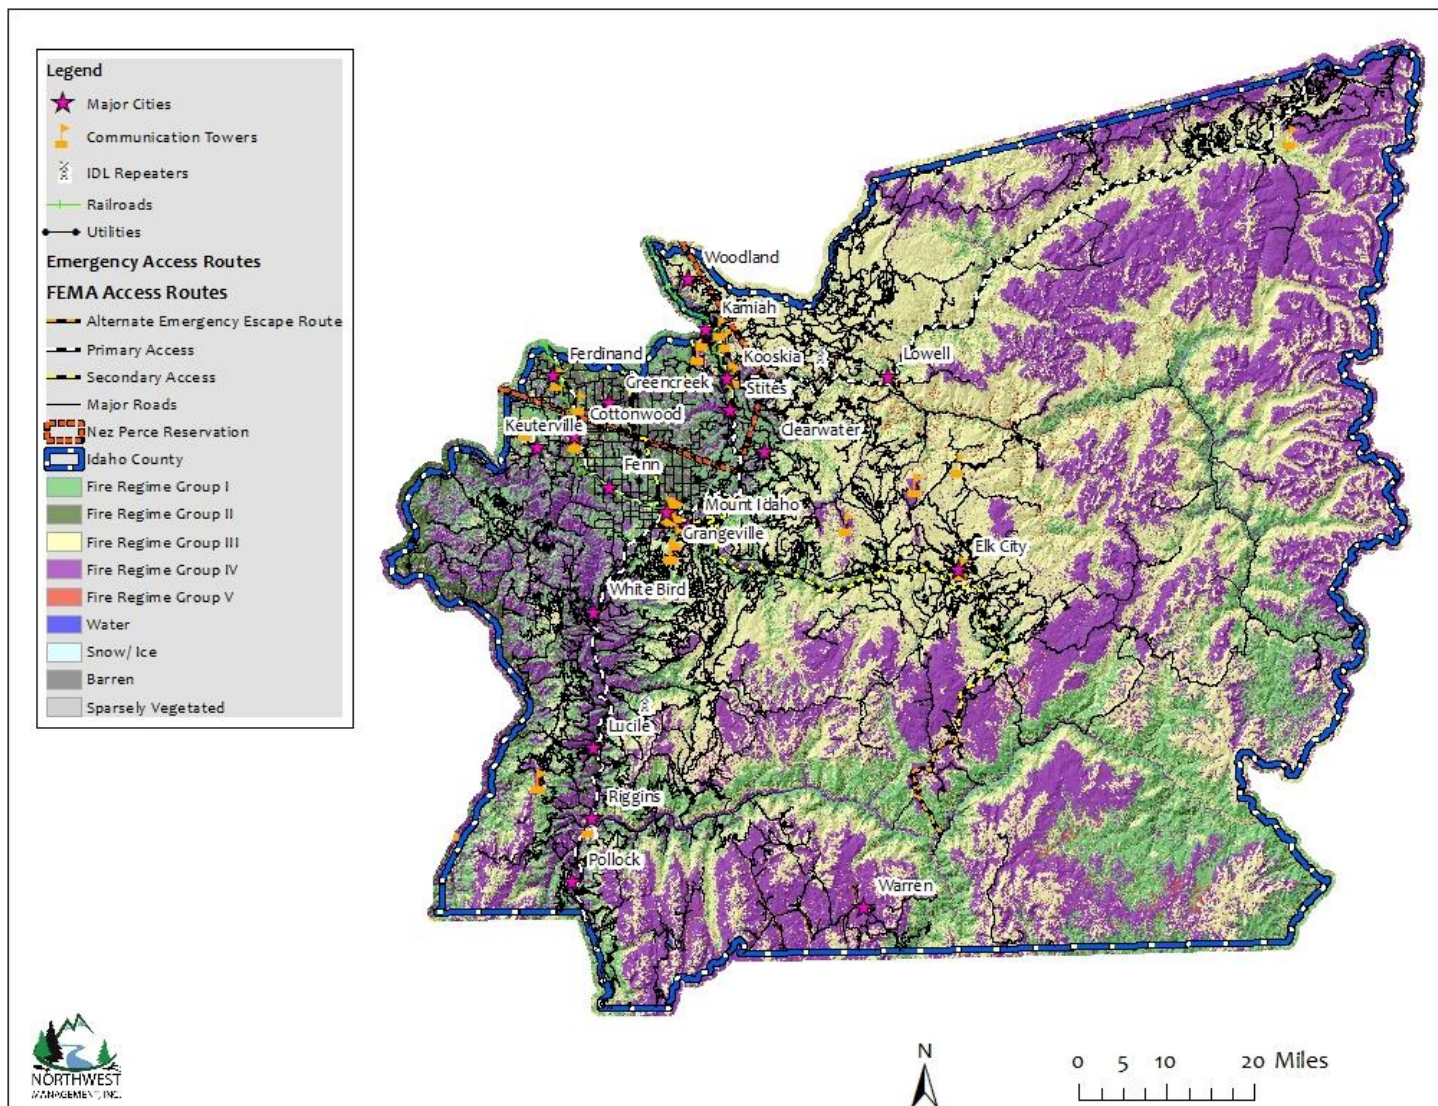 Legend
Major Cities
Communication Towers
IDL Repeaters
Railroads
Utilities
Emergency Access Routes
FEMA Access Routes
Alternate Emergency Escape Route
Primary Access
Secondary Access
Major Roads
Nez Perce Reservation
Idaho County
Fire Regime Group I
Fire Regime Group II
Fire Regime Group III
Fire Regime Group IV
Fire Regime Group V
Water
Snow/ Ice
Barren
Sparsely Vegetated
Woodland
Kamiah
Ferdinand
Kooskia
Lowell
Greencreek
Stites
Cottonwood
Keuterville
Clearwater
Fenn
Mount Idaho
Grangeville
Elk City
White Bird
Lucile
Riggins
Pollock
Warren
NORTHWEST
MANAGEMENT, INC.
N
0 5 10 20 Miles